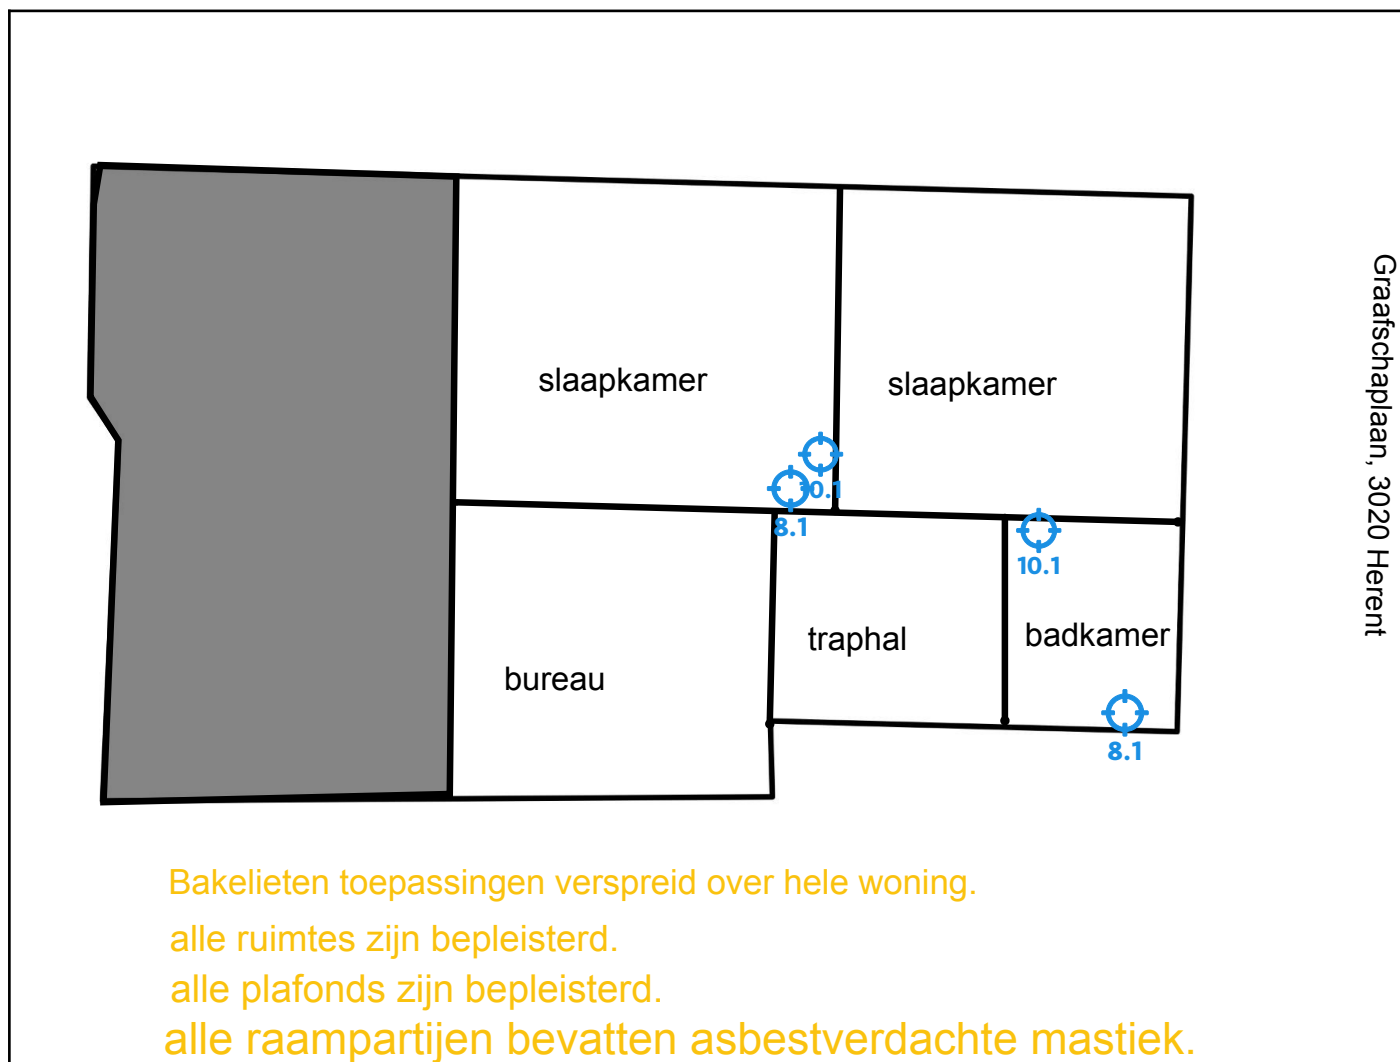 slaapkamer
slaapkamer
10.1
8.1
10.1
traphal
badkamer
bureau
8.1
Graafschaplaan, 3020 Herent
Bakelieten toepassingen verspreid over hele woning.
alle ruimtes zijn bepleisterd.
alle plafonds zijn bepleisterd.
alle raampartijen bevatten asbestverdachte mastiek.